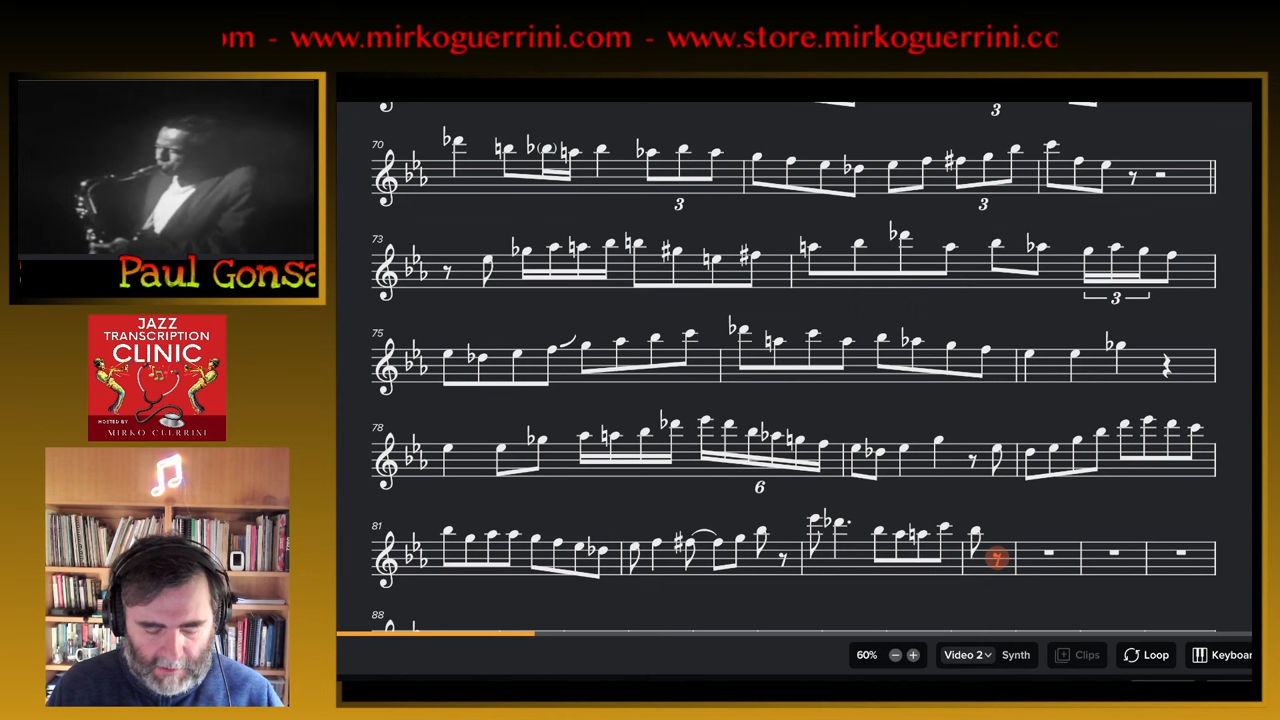 om - www.mirkoguerrini.com - www.store.mirkoguerrini.cc
Paul Gonsa
JAZZ
TRANSCRIPTION
CLINIC
HOSTED BY
MIRKO GUERRINI
3
70
3
3
73
3
75
78
6
81
88
60%
Video 2
Synth
Clips
Loop
Keyboar